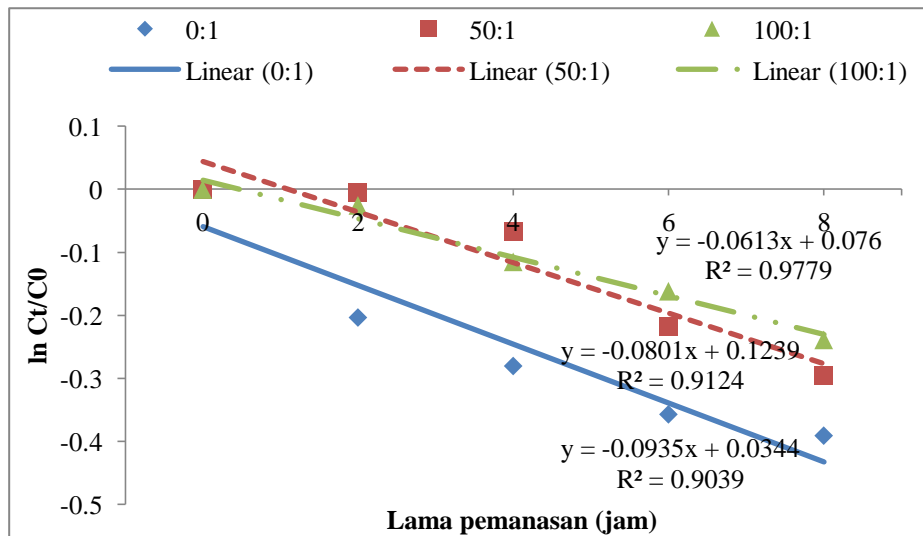 0:1 50:1 100:1
Linear (0:1) Linear (50:1) Linear (100:1)
0.1
0
-0.1
-0.2
-0.3
-0.4
-0.5
0 2 4 6 8
ln Ct/C0
y = -0.0613x + 0.076
R² = 0.9779
y = -0.0801x + 0.1239
R² = 0.9124
y = -0.0935x + 0.0344
R² = 0.9039
Lama pemanasan (jam)